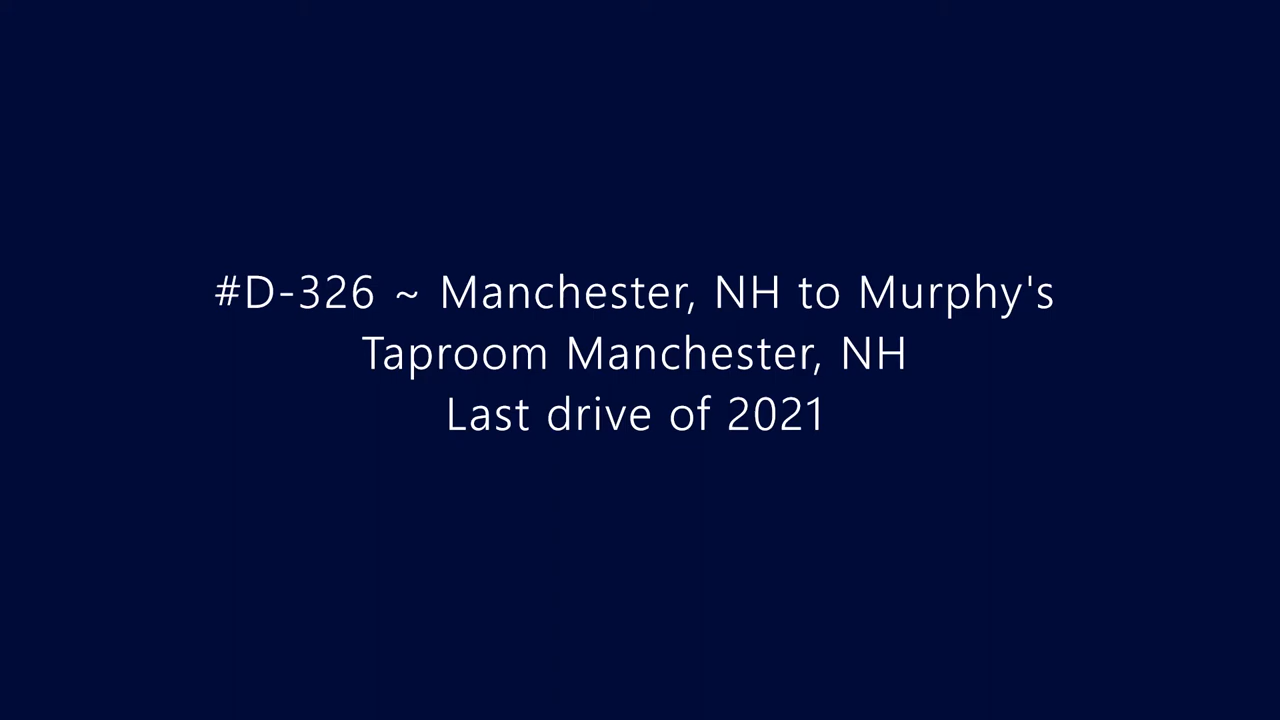 #D-326 ~ Manchester, NH to Murphy's
Taproom Manchester, NH
Last drive of 2021